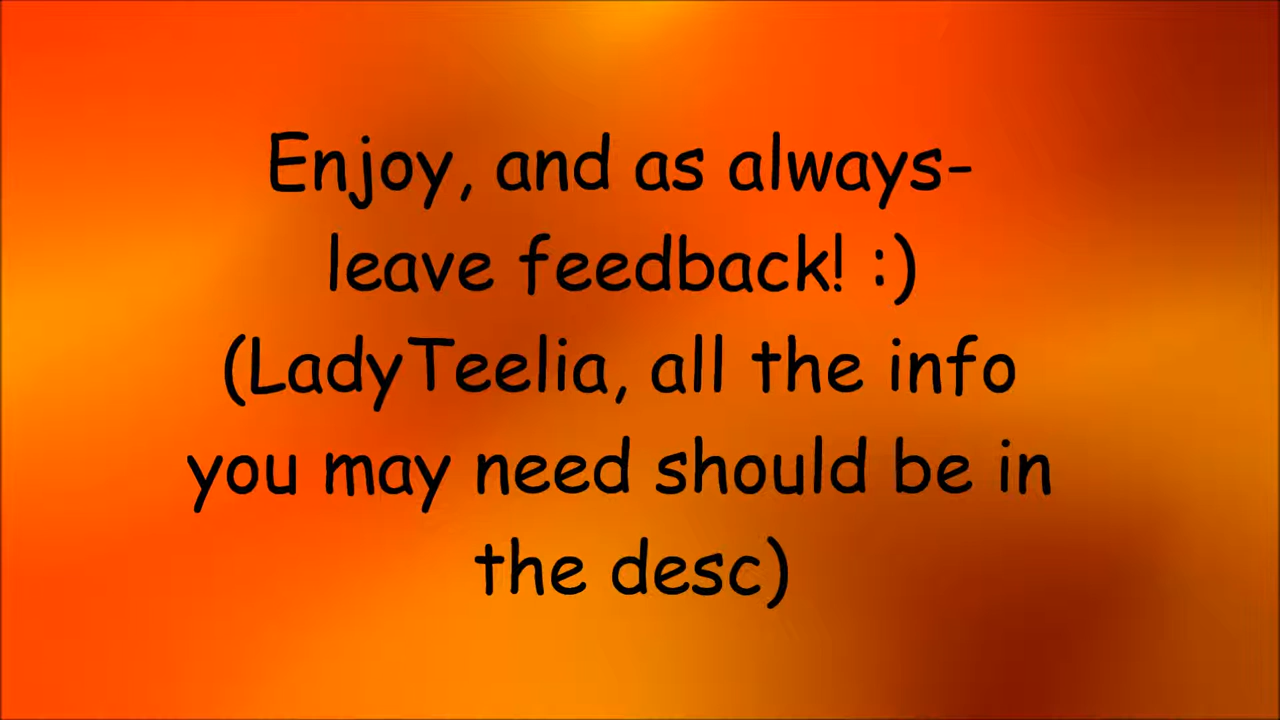 Enjoy, and as always-
leave feedback! :)
(LadyTeelia, all the info
you may need should be in
the desc)